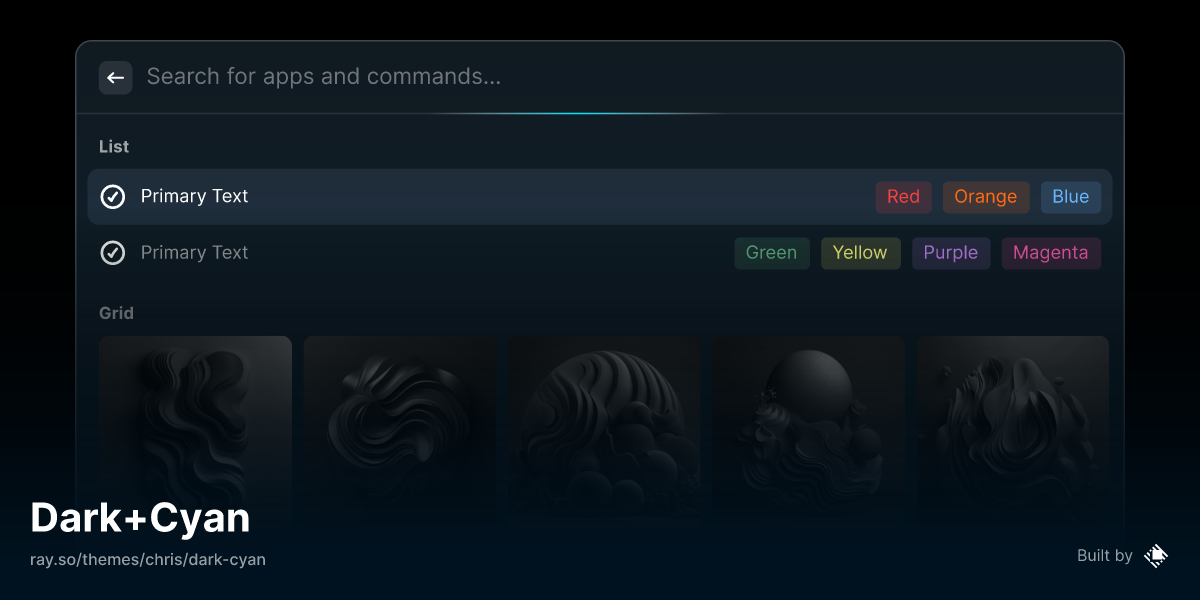 Search for apps and commands...
List
Primary Text Red Orange Blue
Primary Text Green Yellow Purple Magenta
Grid
Dark+Cyan
ray.so/themes/chris/dark-cyan
Built by